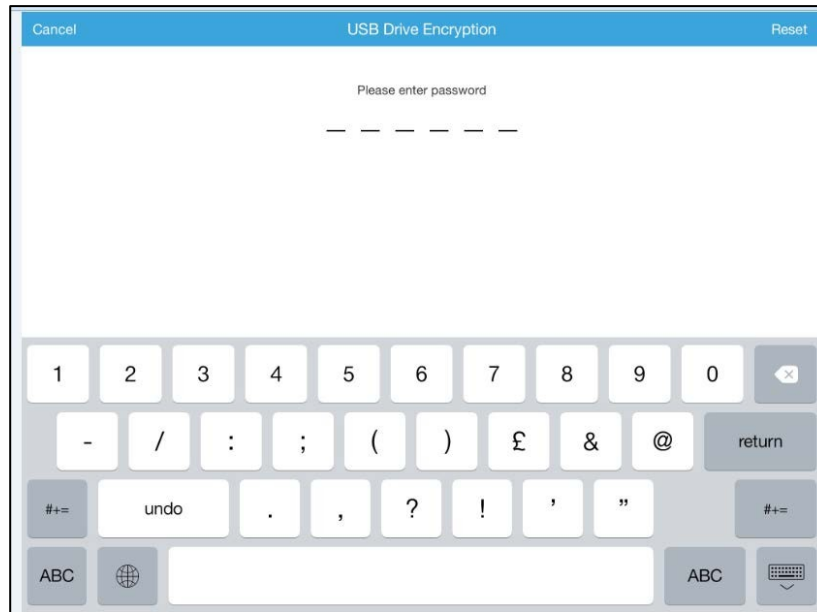 Cancel USB Drive Encryption Reset
Please enter password
1 2 3 4 5 6 7 8 9 0
- / : ; ( ) £ & @ return
#+= undo . , ? ! ’ ” #+=
ABC ABC